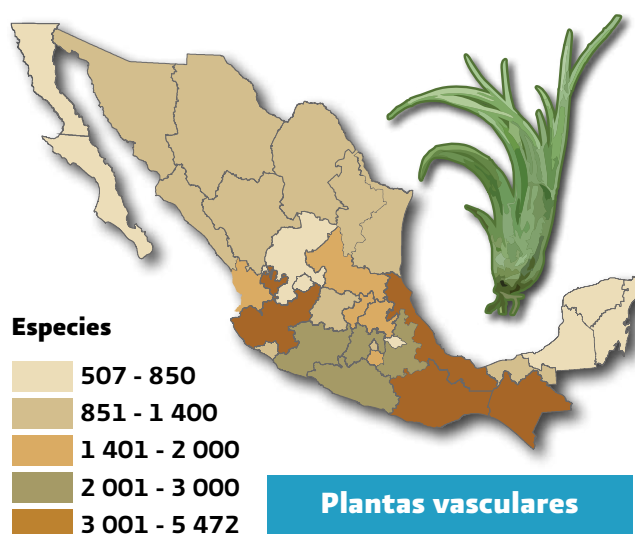 Especies
507 - 850
851 - 1 400
1 401 - 2 000
2 001 - 3 000
3 001 - 5 472
Plantas vasculares